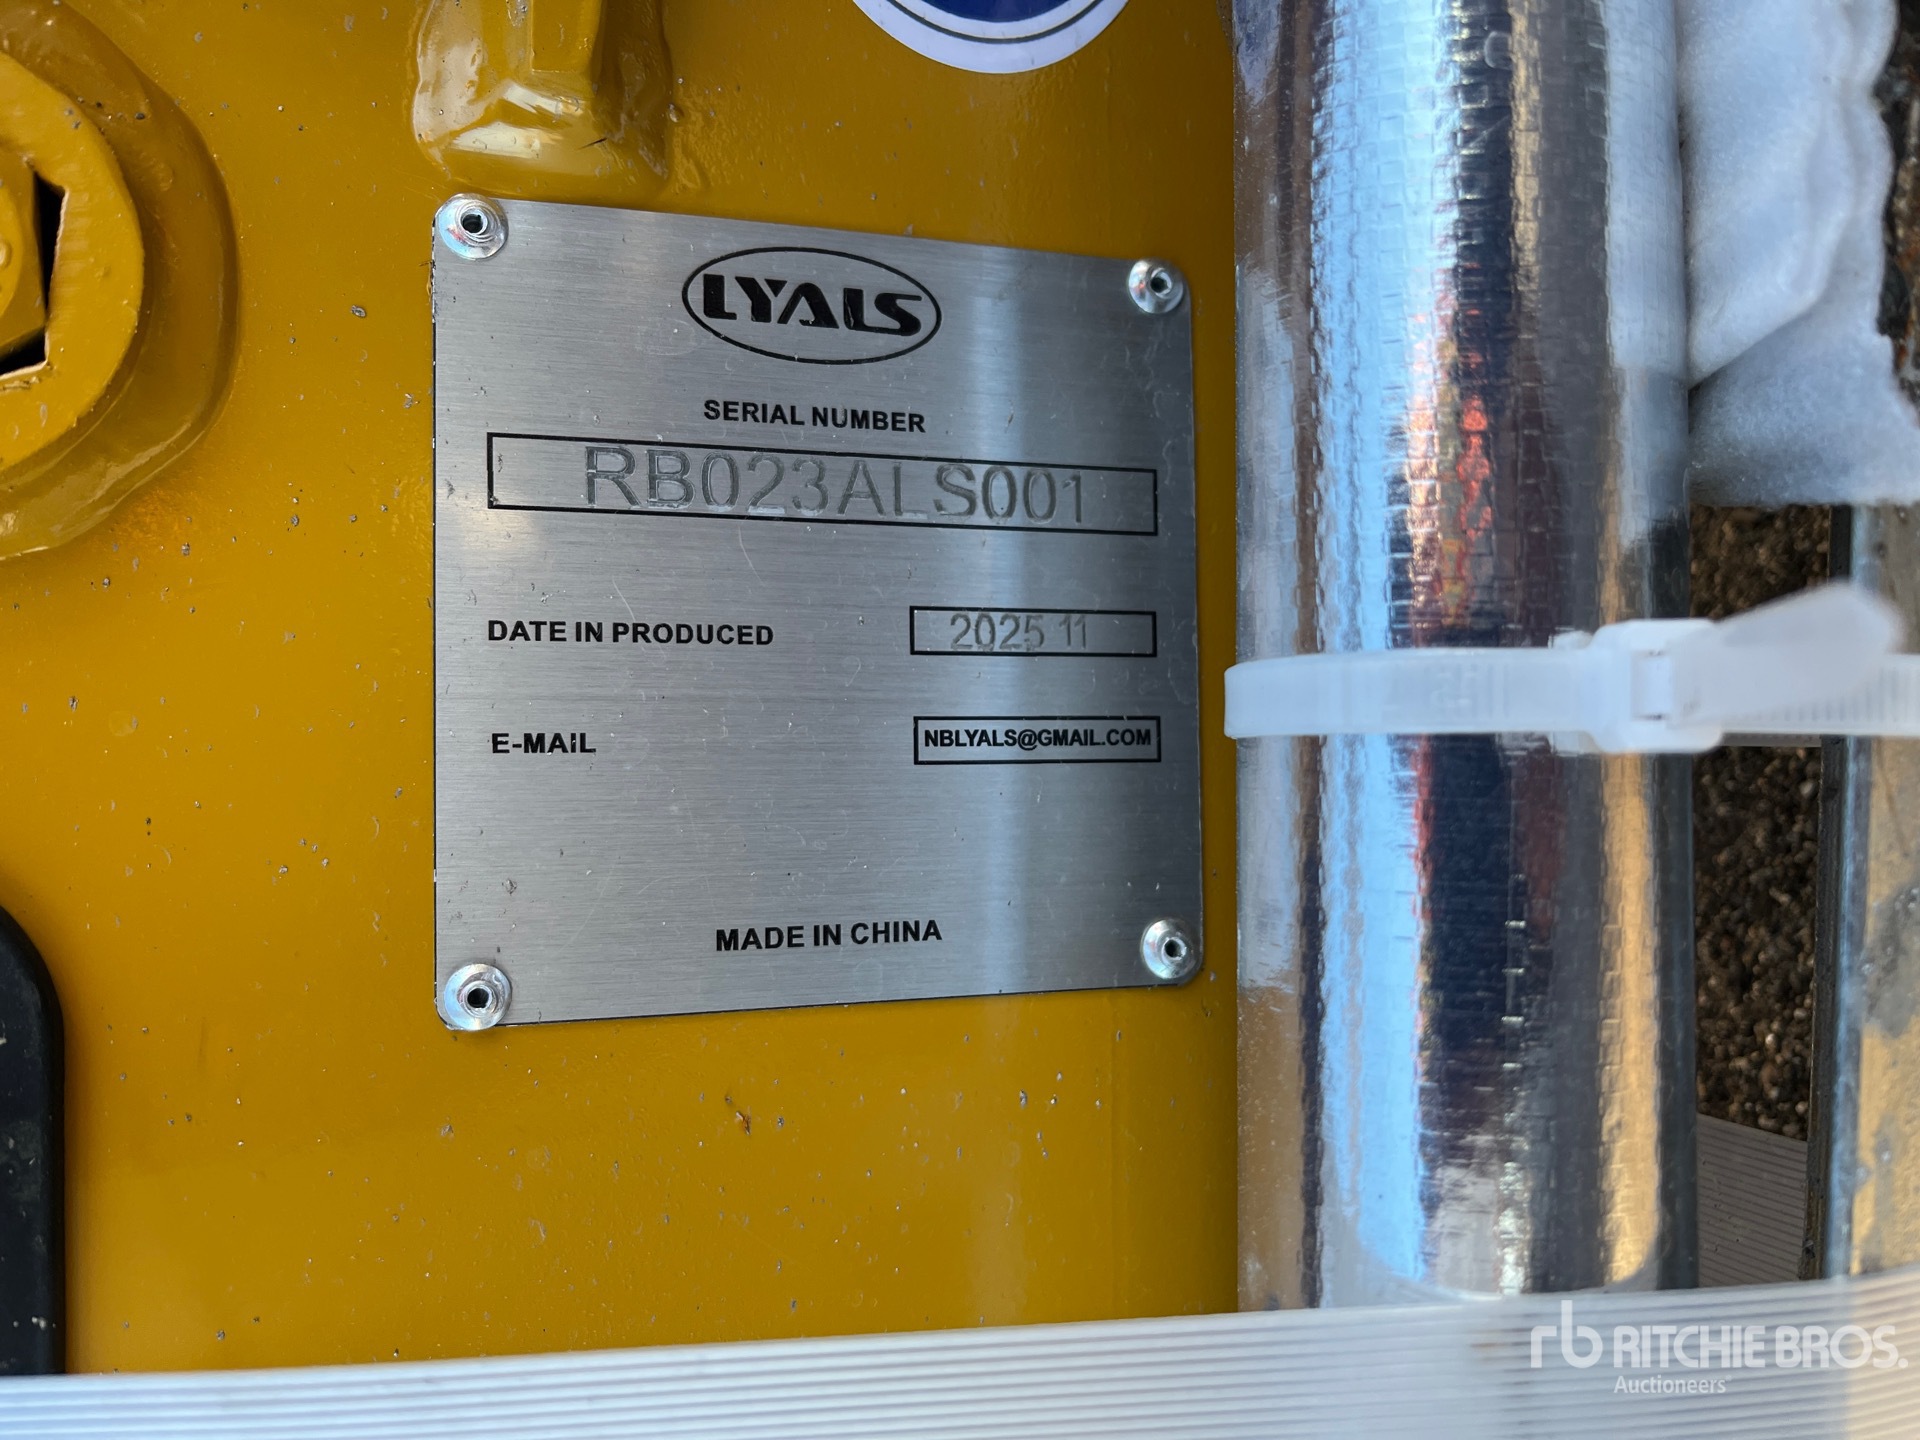 LYALS
SERIAL NUMBER
RB023ALS001
DATE IN PRODUCED 2025 11
E-MAIL NBLYALS@GMAIL.COM
MADE IN CHINA
rb RITCHIE BROS.
Auctioneers